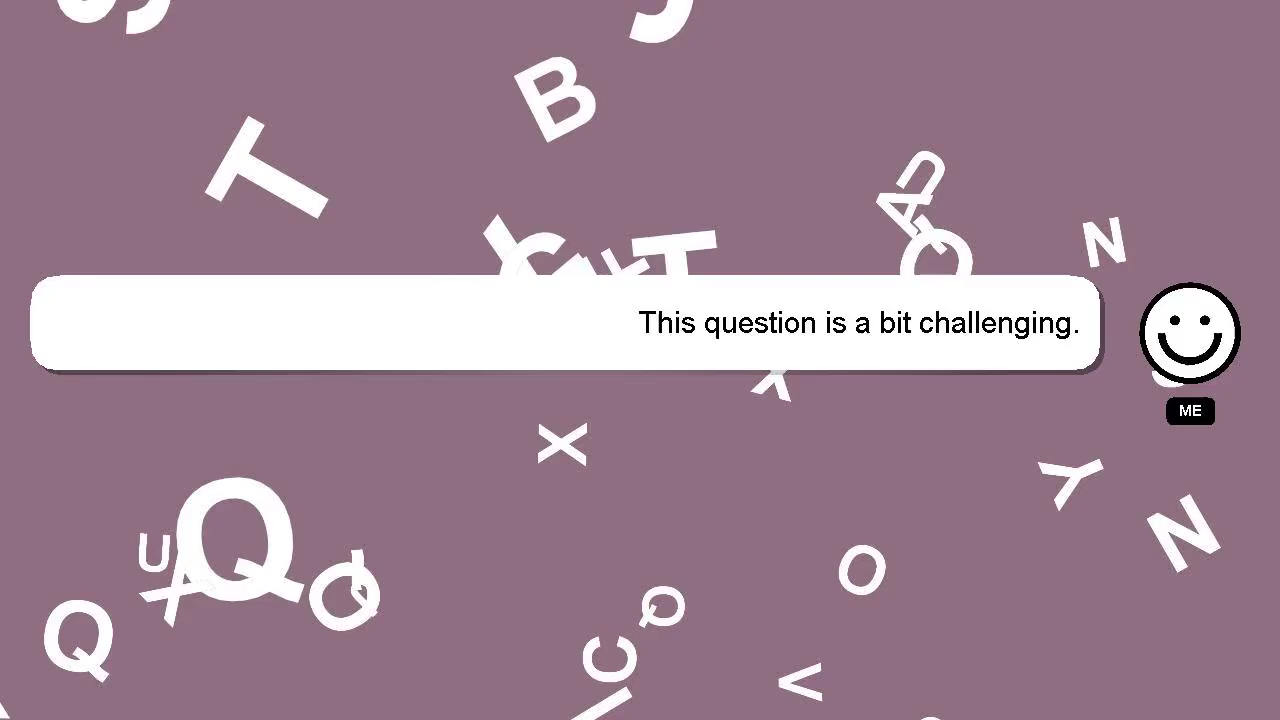 This question is a bit challenging.
ME
B
T
U
A
N
T
X
Y
N
Q
U
X
Q
O
Q
Q
C
V